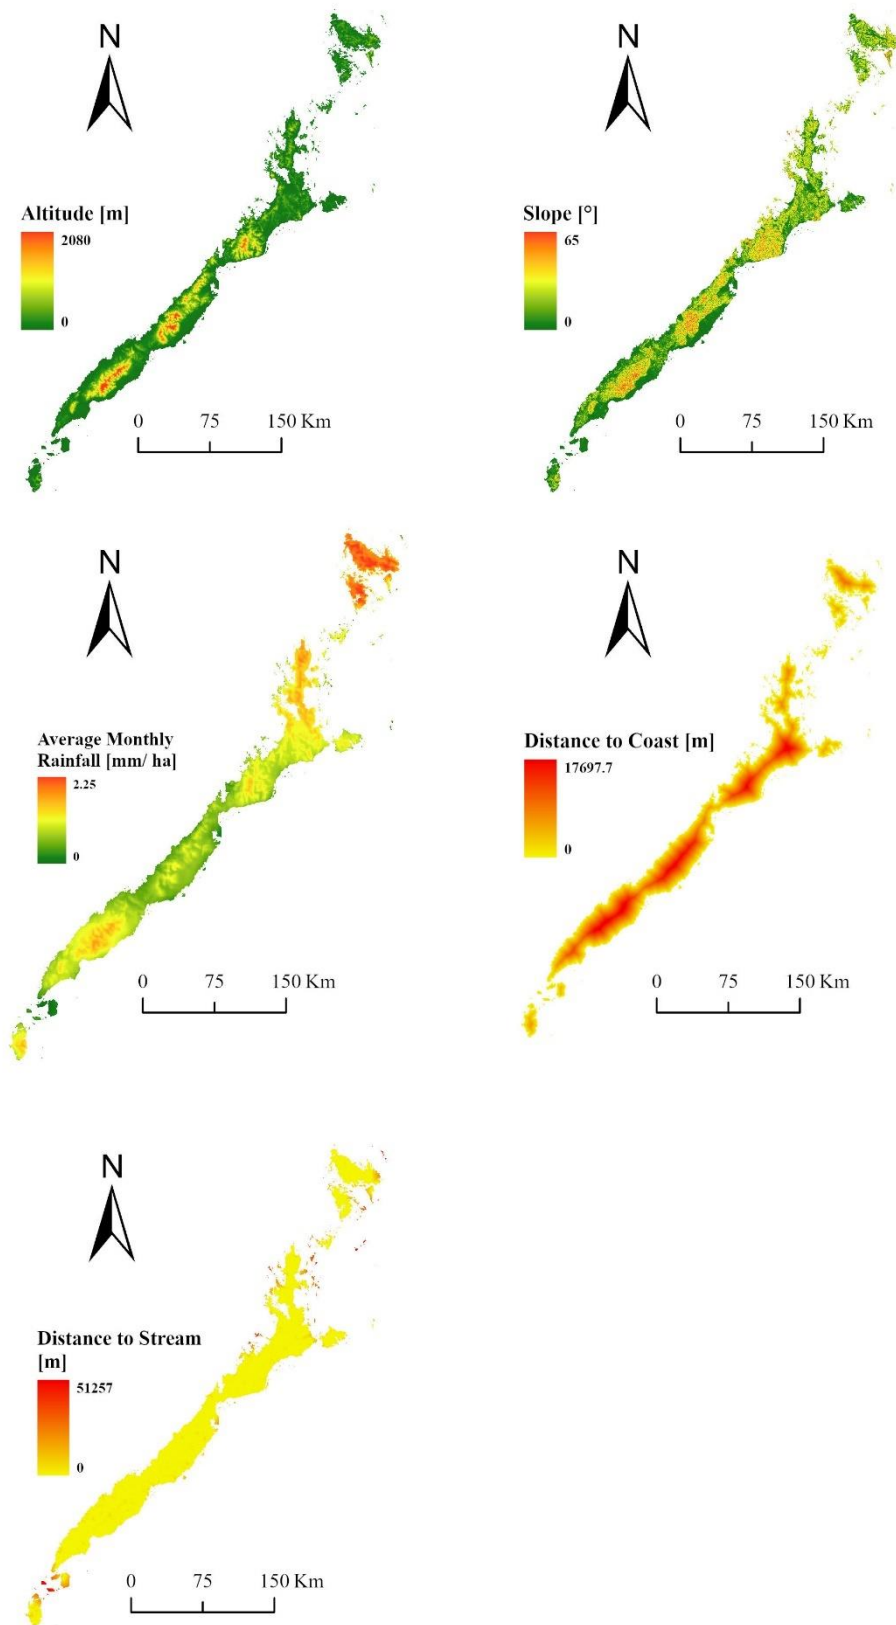 N
Altitude [m]
2080
0
0 75 150 Km
N
Slope [°]
65
0
0 75 150 Km
N
Average Monthly
Rainfall [mm/ ha]
2.25
0
0 75 150 Km
N
Distance to Coast [m]
17697.7
0
0 75 150 Km
N
Distance to Stream
[m]
51257
0
0 75 150 Km